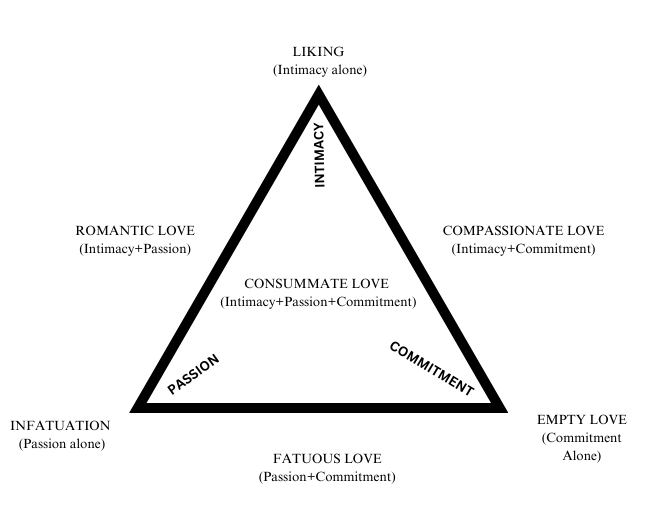 LIKING
(Intimacy alone)
INTIMACY
ROMANTIC LOVE
(Intimacy+Passion)
COMPASSIONATE LOVE
(Intimacy+Commitment)
CONSUMMATE LOVE
(Intimacy+Passion+Commitment)
PASSION
COMMITMENT
INFATUATION
(Passion alone)
EMPTY LOVE
(Commitment
Alone)
FATUOUS LOVE
(Passion+Commitment)